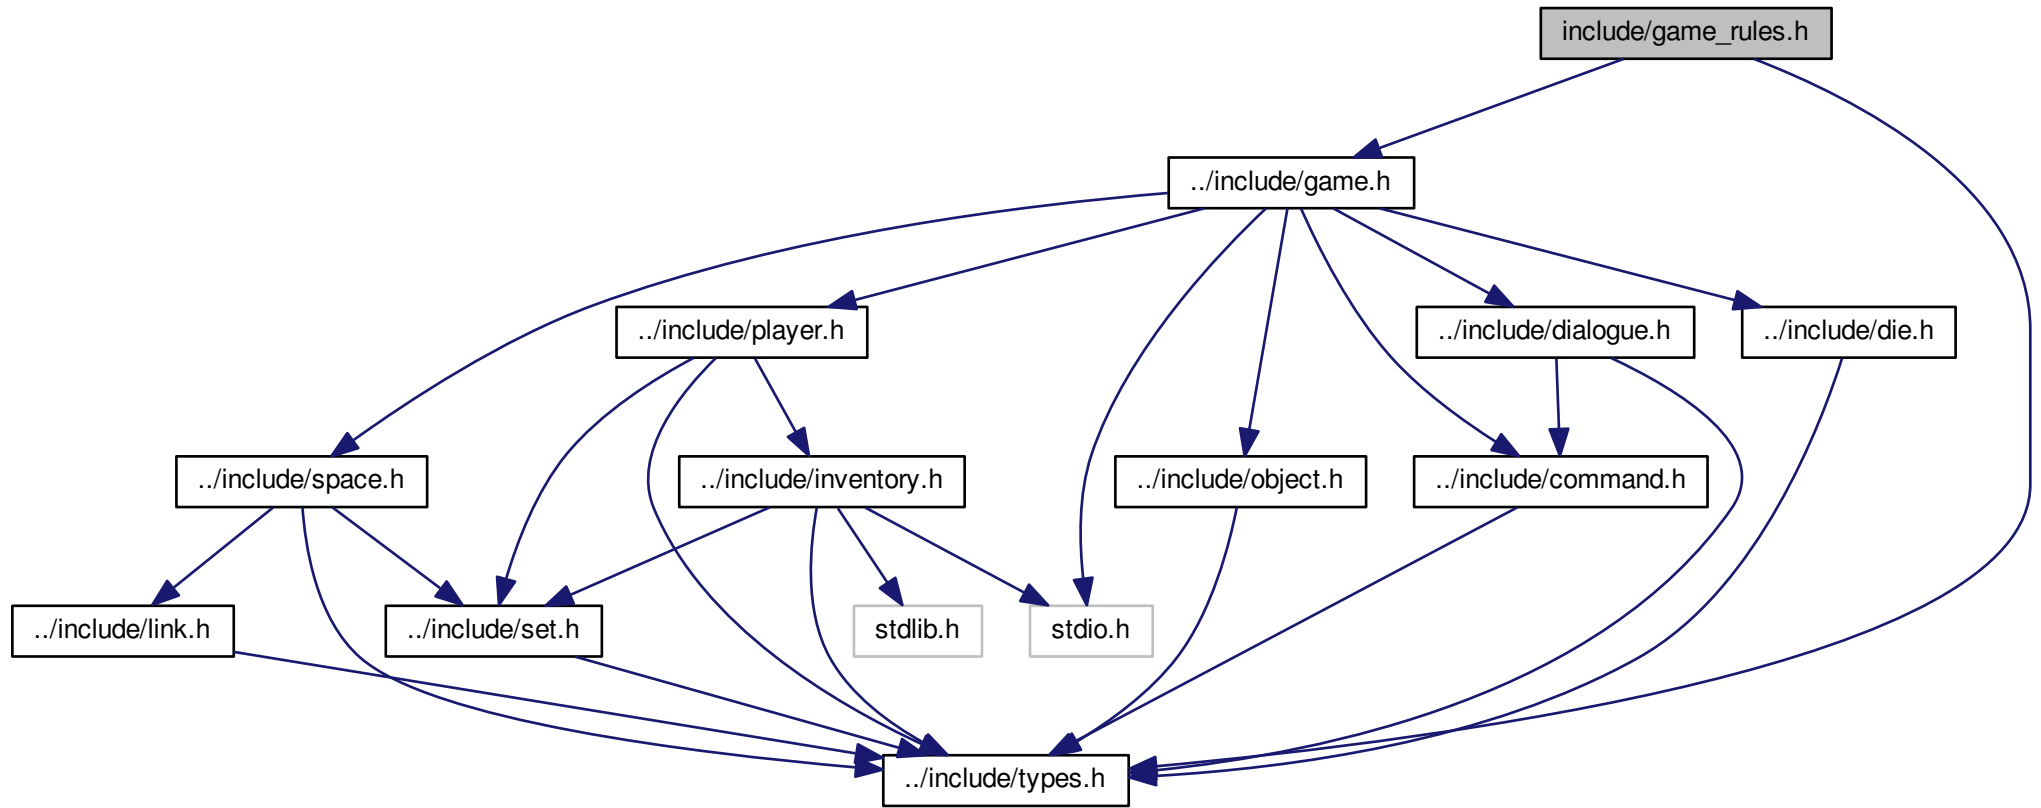 include/game_rules.h
../include/game.h
../include/player.h
../include/dialogue.h
../include/die.h
../include/space.h
../include/inventory.h
../include/object.h
../include/command.h
../include/link.h
../include/set.h
stdlib.h
stdio.h
../include/types.h